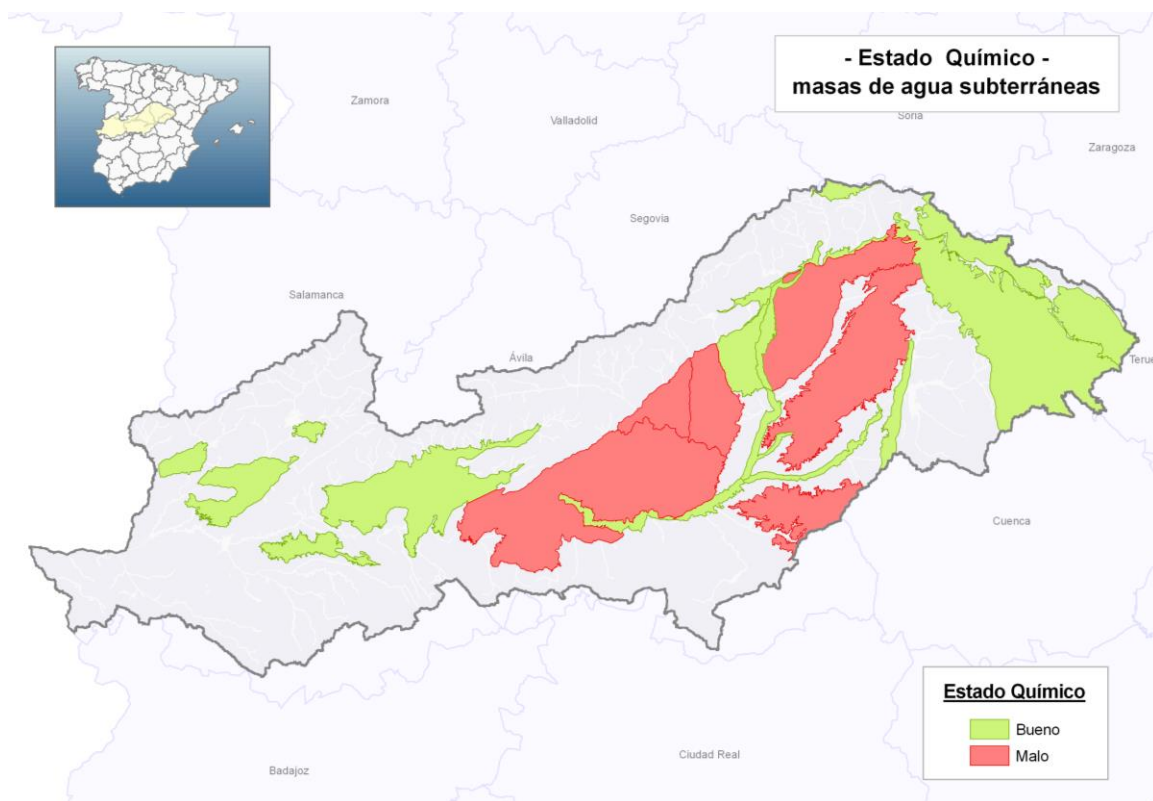 - Estado Químico -
masas de agua subterráneas
Zamora
Valladolid
Soria
Zaragoza
Segovia
Salamanca
Ávila
Terue
Cuenca
Ciudad Real
Badajoz
Estado Químico
Bueno
Malo